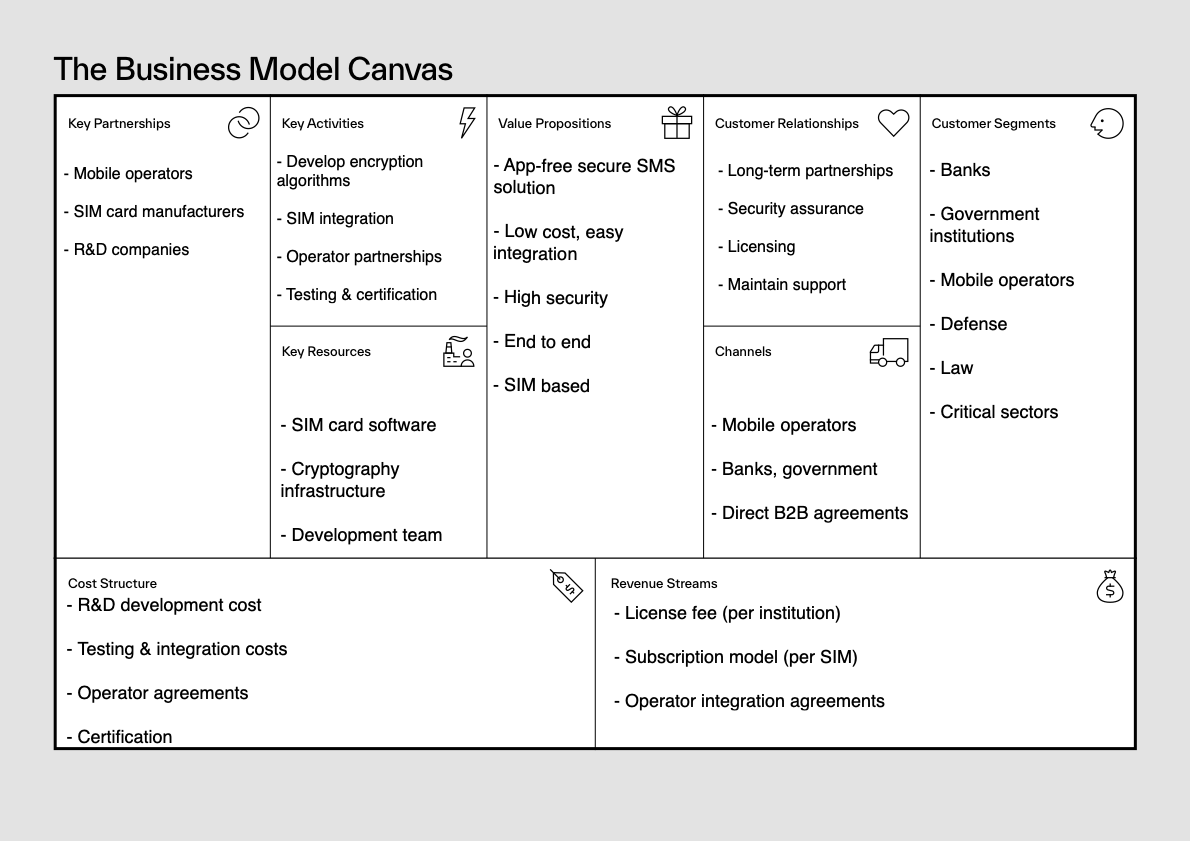 The Business Model Canvas
Key Partnerships
- Mobile operators
- SIM card manufacturers
- R&D companies
Key Activities
- Develop encryption
algorithms
- SIM integration
- Operator partnerships
- Testing & certification
Key Resources
- SIM card software
- Cryptography
infrastructure
- Development team
Value Propositions
- App-free secure SMS
solution
- Low cost, easy
integration
- High security
- End to end
- SIM based
Customer Relationships
- Long-term partnerships
- Security assurance
- Licensing
- Maintain support
Channels
- Mobile operators
- Banks, government
- Direct B2B agreements
Customer Segments
- Banks
- Government
institutions
- Mobile operators
- Defense
- Law
- Critical sectors
Cost Structure
- R&D development cost
- Testing & integration costs
- Operator agreements
- Certification
Revenue Streams
- License fee (per institution)
- Subscription model (per SIM)
- Operator integration agreements